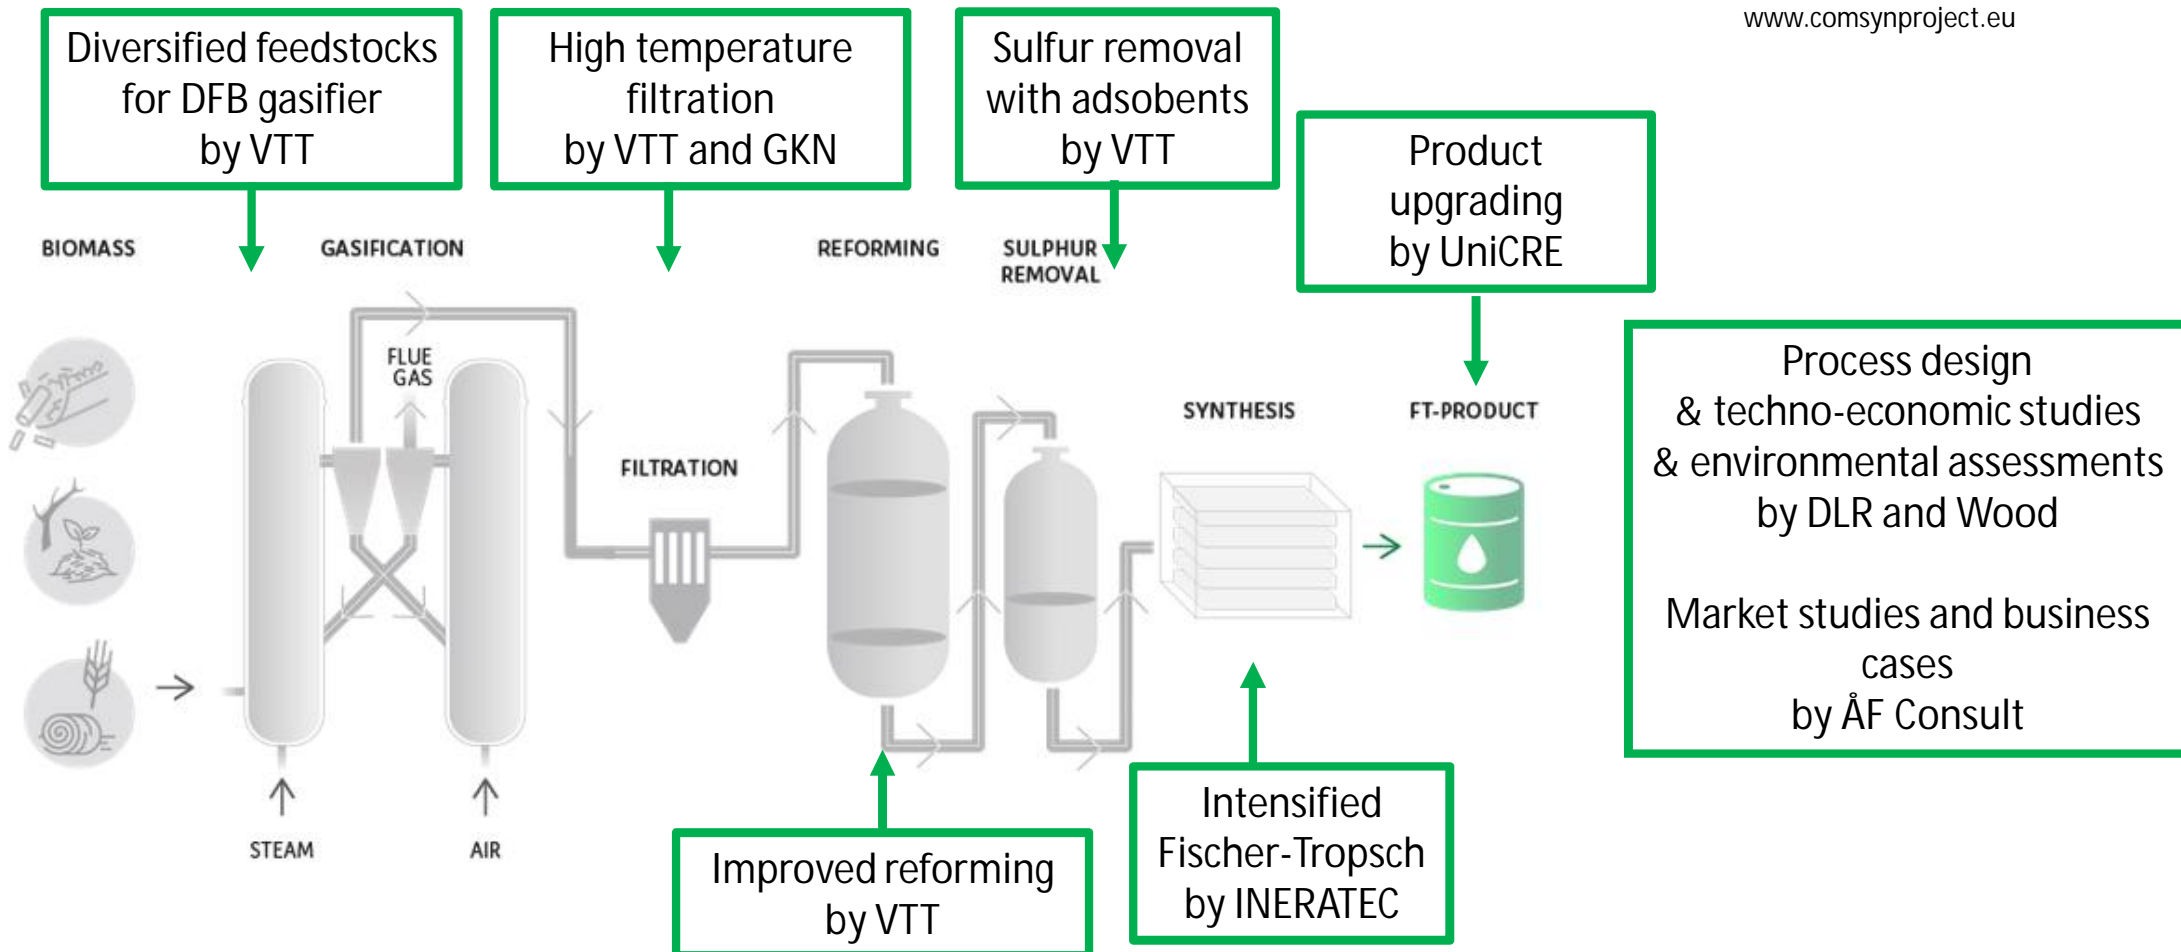 www.comsynproject.eu
Diversified feedstocks
for DFB gasifier
by VTT
High temperature
filtration
by VTT and GKN
Sulfur removal
with adsobents
by VTT
Product
upgrading
by UniCRE
BIOMASS
GASIFICATION
REFORMING
SULPHUR
REMOVAL
FLUE
GAS
FILTRATION
SYNTHESIS
FT-PRODUCT
Process design
& techno-economic studies
& environmental assessments
by DLR and Wood
Market studies and business
cases
by ÅF Consult
STEAM
AIR
Improved reforming
by VTT
Intensified
Fischer-Tropsch
by INERATEC